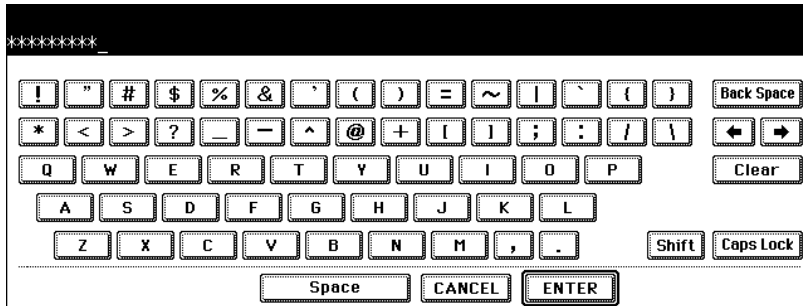 *********_
! " # $ % & ' ( ) = ~ | ` { } Back Space
* < > ? _ - ^ @ + [ ] ; : / \ ← →
Q W E R T Y U I O P Clear
A S D F G H J K L
Z X C V B N M , . Shift Caps Lock
Space CANCEL ENTER